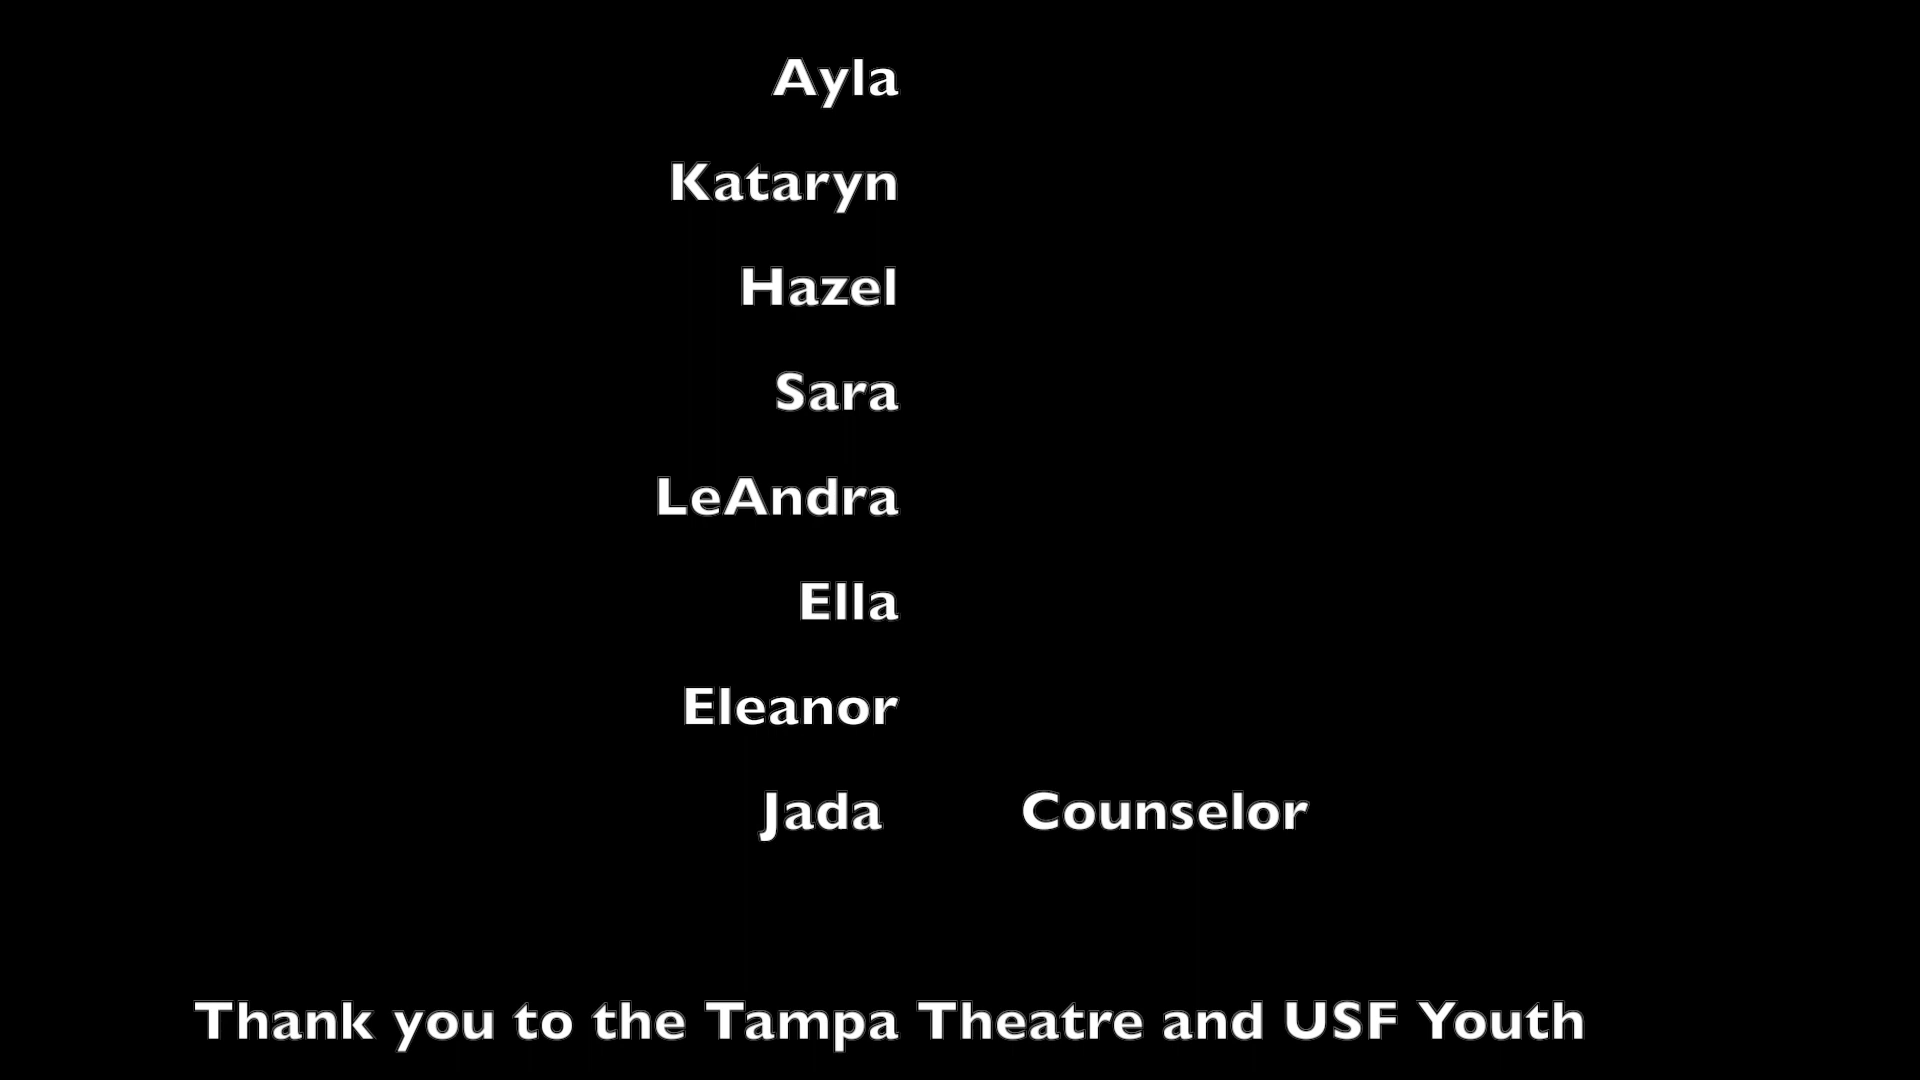 Ayla
Kataryn
Hazel
Sara
LeAndra
Ella
Eleanor
Jada Counselor
Thank you to the Tampa Theatre and USF Youth